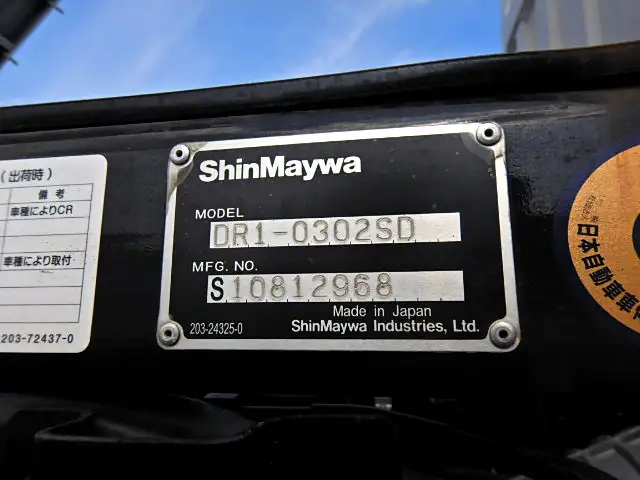 (出荷時)
備考
車種によりCR
車種により取付
203-72437-0
ShinMaywa
MODEL
DR1-0302SD
MFG. NO.
S10812968
Made in Japan
203-24325-0
ShinMaywa Industries, Ltd.
日本自動車車